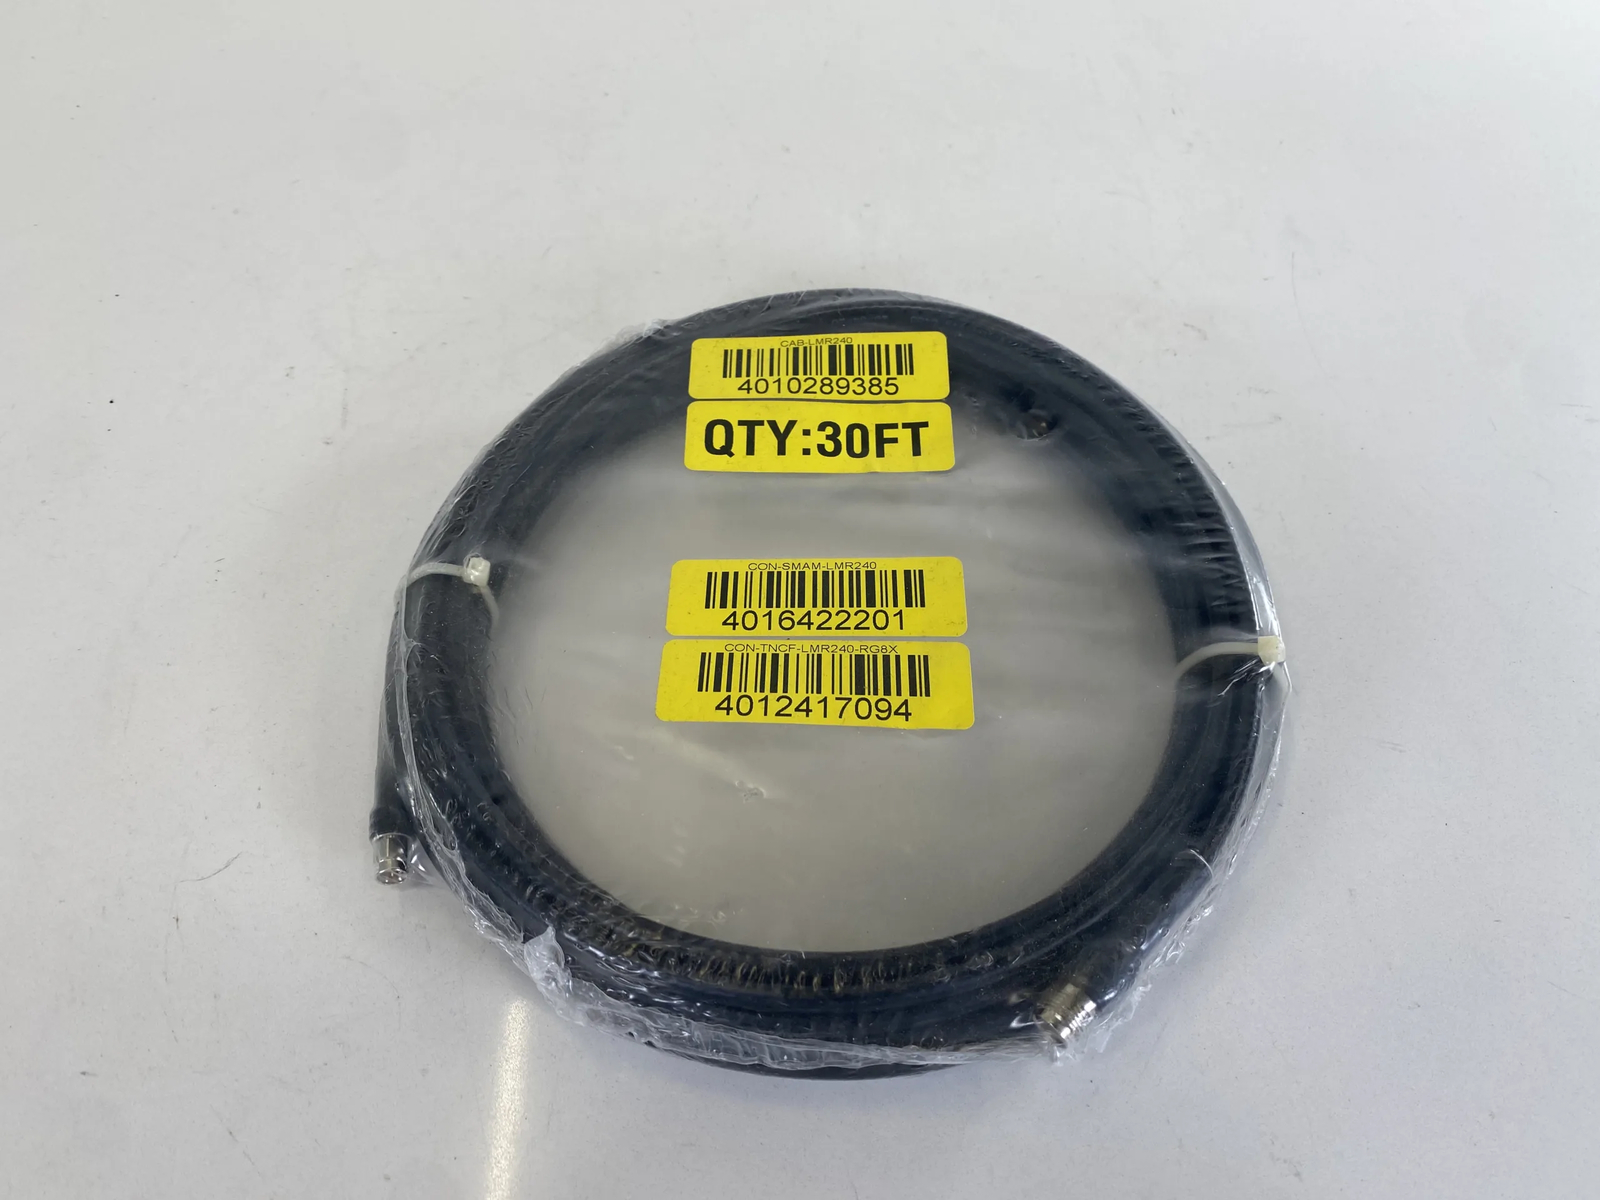 CAB-LMR240
4010289385
QTY:30FT
CON-SMAM-LMR240
4016422201
CON-TNCF-LMR240-RG8X
4012417094